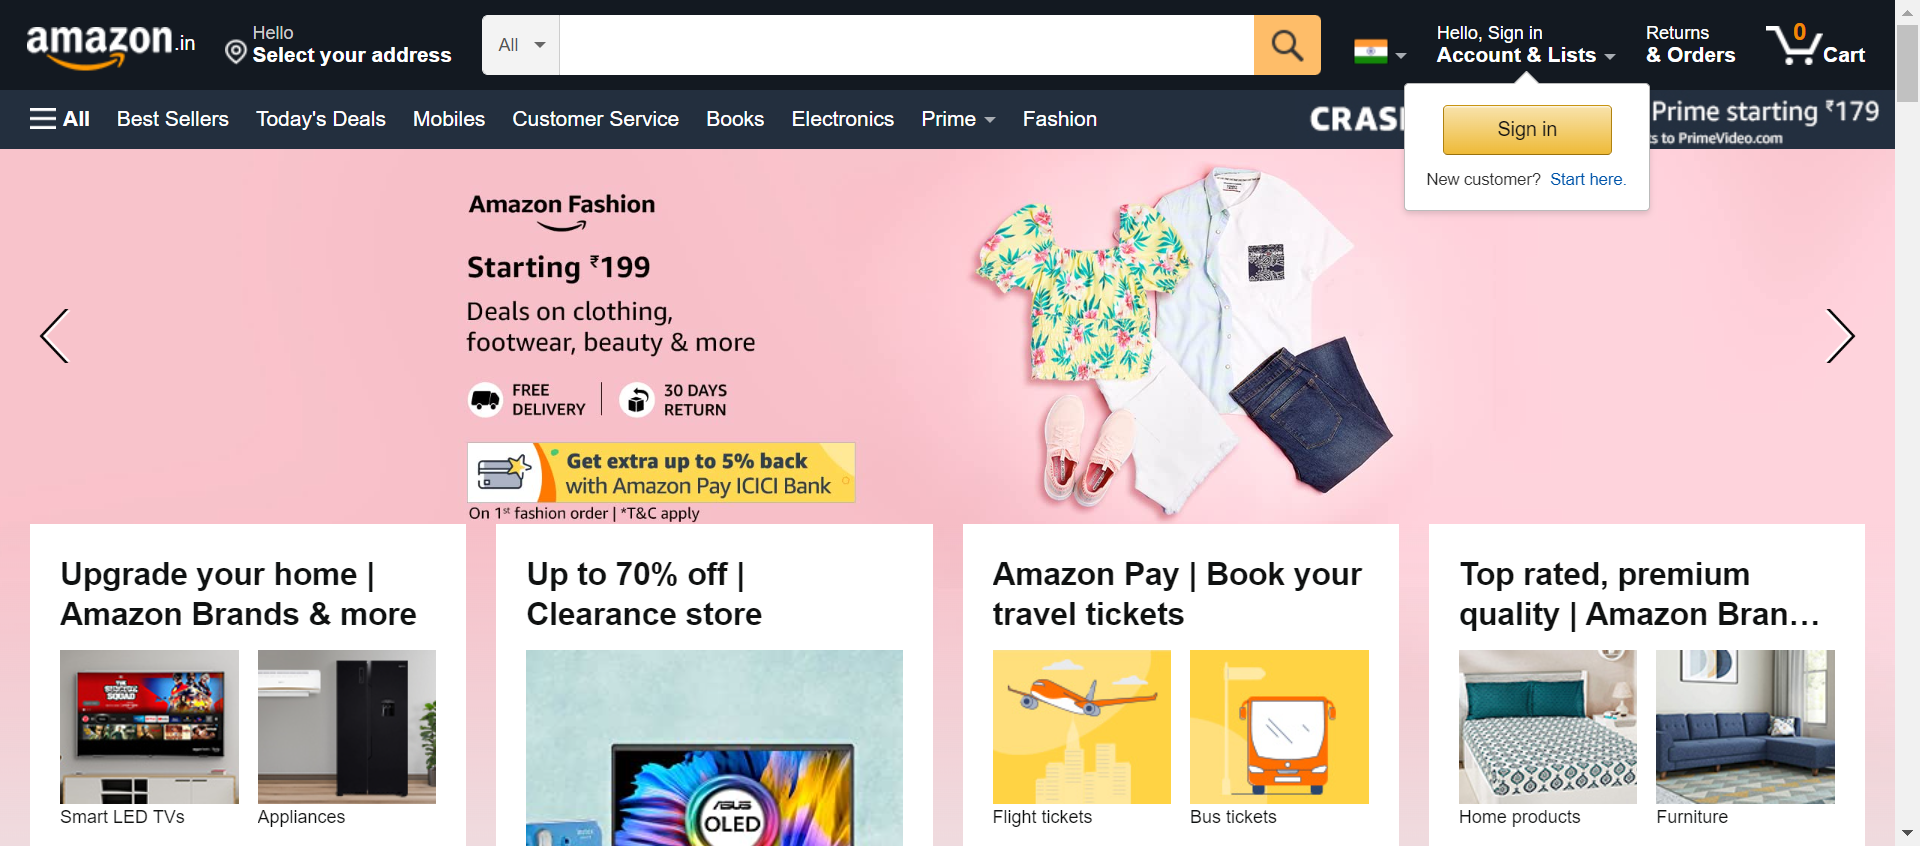 amazon.in
Hello
Select your address
All
Hello, Sign in
Account & Lists
Returns
& Orders
0
Cart
All
Best Sellers
Today's Deals
Mobiles
Customer Service
Books
Electronics
Prime
Fashion
Prime starting ₹179
to PrimeVideo.com
Sign in
New customer? Start here.
Amazon Fashion
Starting ₹199
Deals on clothing,
footwear, beauty & more
FREE
DELIVERY
30 DAYS
RETURN
Get extra up to 5% back
with Amazon Pay ICICI Bank
On 1st fashion order | *T&C apply
Upgrade your home |
Amazon Brands & more
Up to 70% off |
Clearance store
Amazon Pay | Book your
travel tickets
Top rated, premium
quality | Amazon Bran...
THE
SUICIDE
SQUAD
ASUS
OLED
Smart LED TVs
Appliances
Flight tickets
Bus tickets
Home products
Furniture